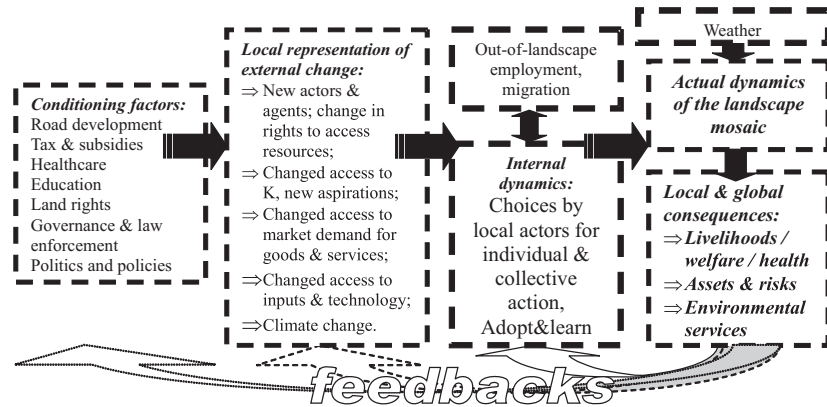 Conditioning factors:
Road development
Tax & subsidies
Healthcare
Education
Land rights
Governance & law
enforcement
Politics and policies
Local representation of
external change:
⇒ New actors &
agents; change in
rights to access
resources;
⇒ Changed access to
K, new aspirations;
⇒ Changed access to
market demand for
goods & services;
⇒ Changed access to
inputs & technology;
⇒ Climate change.
Out-of-landscape
employment,
migration
Internal
dynamics:
Choices by
local actors for
individual &
collective
action,
Adopt&learn
Weather
Actual dynamics
of the landscape
mosaic
Local & global
consequences:
⇒ Livelihoods /
welfare / health
⇒ Assets & risks
⇒ Environmental
services
feedbacks